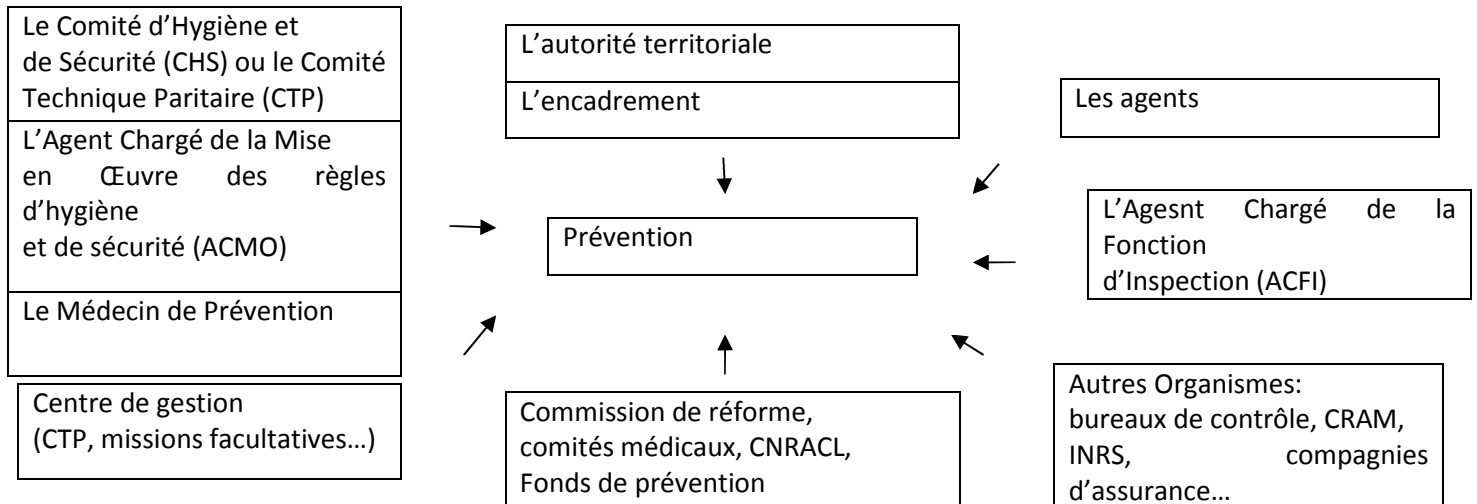 Le Comité d'Hygiène et
de Sécurité (CHS) ou le Comité
Technique Paritaire (CTP)
L'Agent Chargé de la Mise
en Œuvre des règles
d'hygiène
et de sécurité (ACMO)
Le Médecin de Prévention
Centre de gestion
(CTP, missions facultatives…)
L'autorité territoriale
L'encadrement
Prévention
Commission de réforme,
comités médicaux, CNRACL,
Fonds de prévention
Les agents
L'Agesnt Chargé de la
Fonction
d'Inspection (ACFI)
Autres Organismes:
bureaux de contrôle, CRAM,
INRS, compagnies
d'assurance…